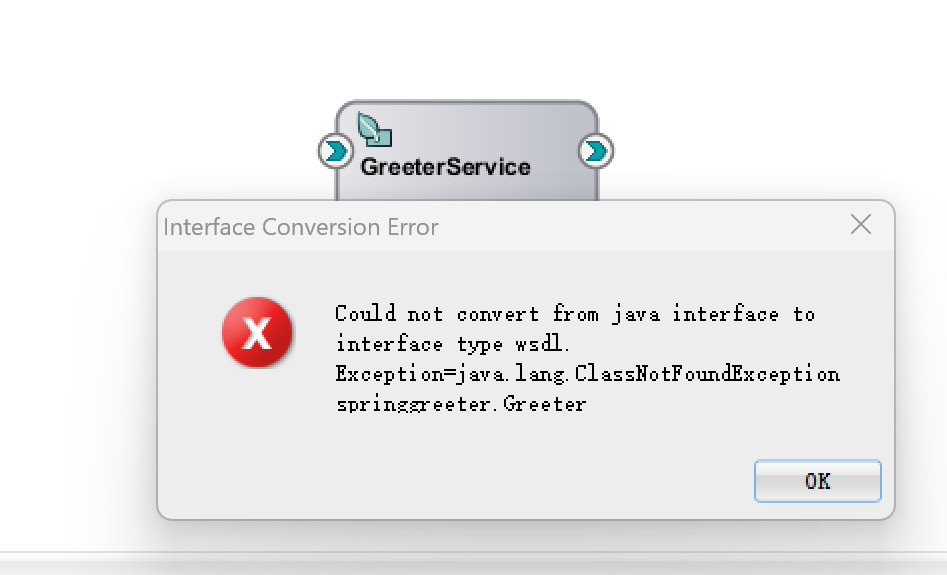 GreeterService
Interface Conversion Error
Could not convert from java interface to
interface type wsdl.
Exception=java.lang.ClassNotFoundException
springgreeter.Greeter
OK